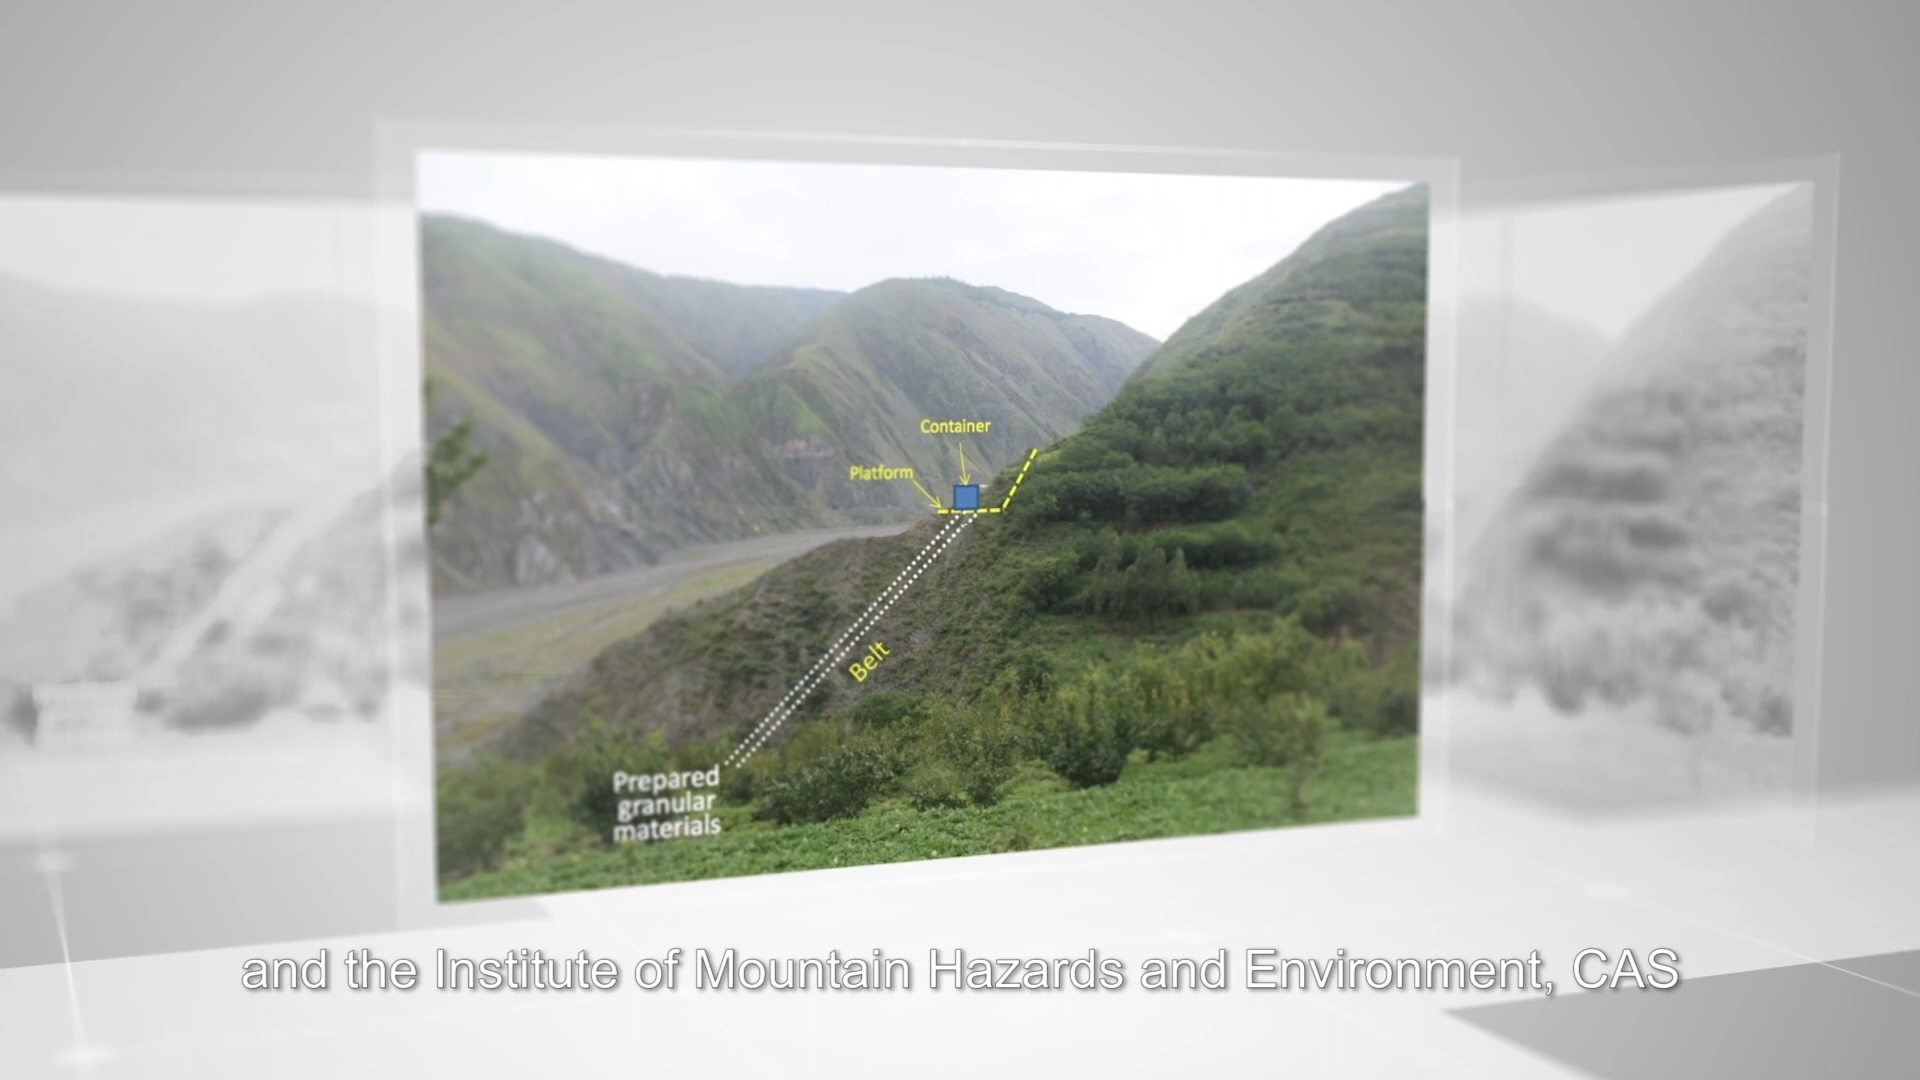 Container
Platform
Belt
Prepared
granular
materials
and the Institute of Mountain Hazards and Environment, CAS